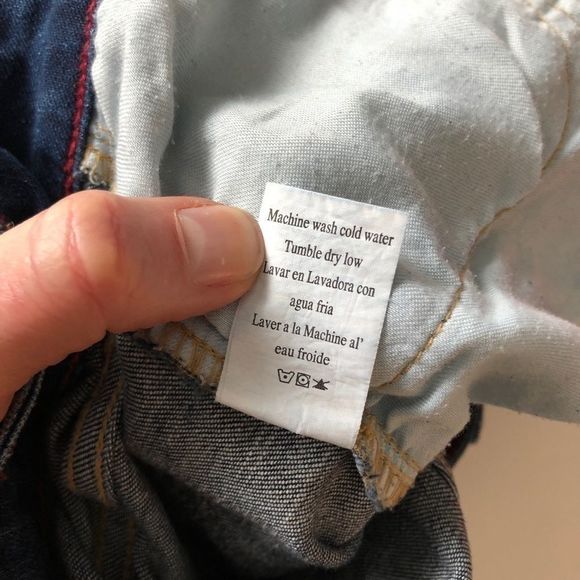 Machine wash cold water
Tumble dry low
Lavar en Lavadora con
agua fria
Laver a la Machine al'
eau froide